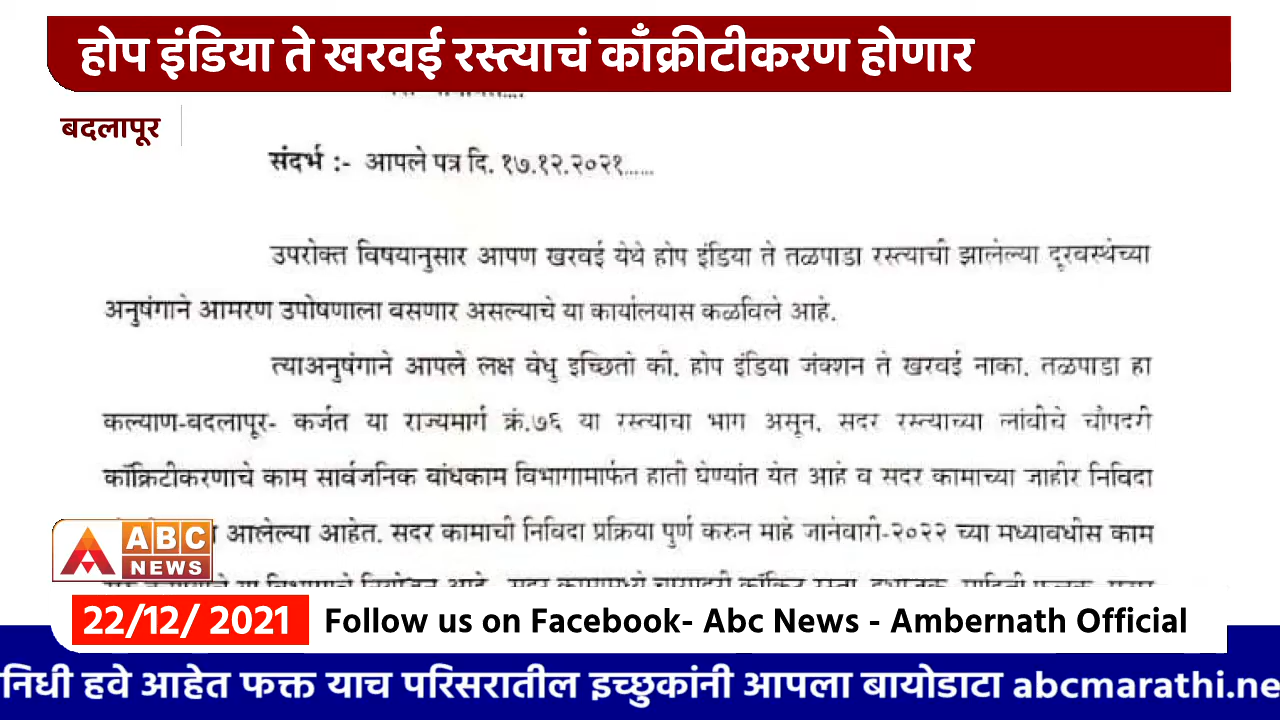 होप इंडिया ते खरवई रस्त्याचं काँक्रीटीकरण होणार
बदलापूर
संदर्भ :- आपले पत्र दि. १७.१२.२०२१......
उपरोक्त विषयानुसार आपण खरवई येथे होप इंडिया ते तळपाडा रस्त्याची झालेल्या दूरवस्थेच्या
अनुषंगाने आमरण उपोषणाला बसणार असल्याचे या कार्यालयास कळविले आहे.
त्याअनुषंगाने आपले लक्ष वेधु इच्छितो की, होप इंडिया जंक्शन ते खरवई नाका, तळपाडा हा
कल्याण-बदलापूर- कर्जत या राज्यमार्ग क्रं.७६ या रस्त्याचा भाग असून, सदर रस्त्याच्या लांबीचे चौपदरी
काँक्रिटीकरणाचे काम सार्वजनिक बांधकाम विभागामार्फत हाती घेण्यांत येत आहे व सदर कामाच्या जाहीर निविदा
आलेल्या आहेत. सदर कामाची निविदा प्रक्रिया पुर्ण करुन माहे जानेवारी-२०२२ च्या मध्यावधीस काम
ABC
NEWS
22/12/ 2021 Follow us on Facebook- Abc News - Ambernath Official
निधी हवे आहेत फक्त याच परिसरातील इच्छुकांनी आपला बायोडाटा abcmarathi.ne